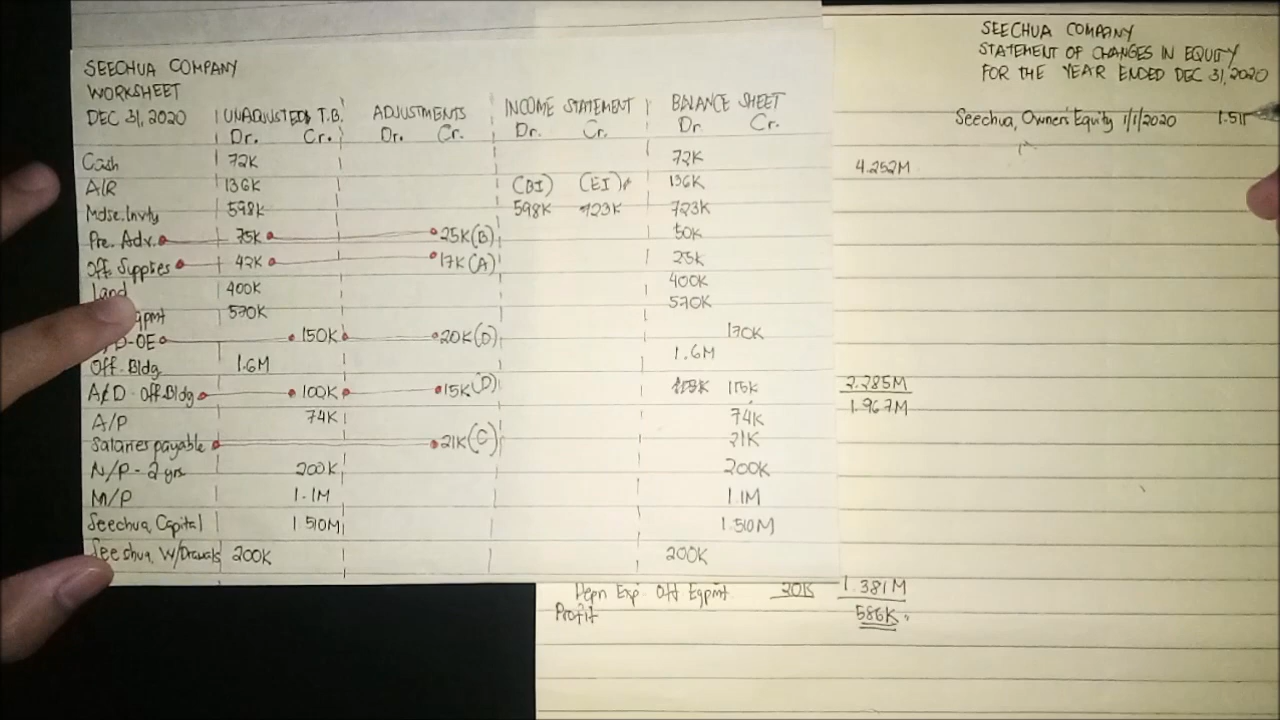 SEECHUA COMPANY
WORKSHEET
DEC 31, 2020 UNADJUSTED T.B. ADJUSTMENTS INCOME STATEMENT BALANCE SHEET
Dr. Cr. Dr. Cr. Dr. Cr. Dr. Cr.
Cash 72K 72K
A/R 136K (BI) (EI) 136K
Mdse. Invty 598K 598K 723K 723K
Pre. Adv. 75K 25K (B) 50K
Off. Supplies 42K 17K (A) 25K
Land 400K 400K
qpmt 570K 570K
D-OE 150K 20K (D) 170K
Off. Bldg 1.6M 1.6M
A/D - Off. Bldg 100K 15K (D) 115K
A/P 74K 74K
Salaries payable 21K (C) 21K
N/P - 2 yrs 200K 200K
M/P 1.1M 1.1M
Seechua, Capital 1.510M 1.510M
Seechua, W/Drawals 200K 200K
SEECHUA COMPANY
STATEMENT OF CHANGES IN EQUITY
FOR THE YEAR ENDED DEC 31, 2020
Seechua, Owner's Equity 1/1/2020 1.51
4.252M
2.285M
1.967M
Depn Exp. Off Eqpmt 20K 1.381M
Profit 586K